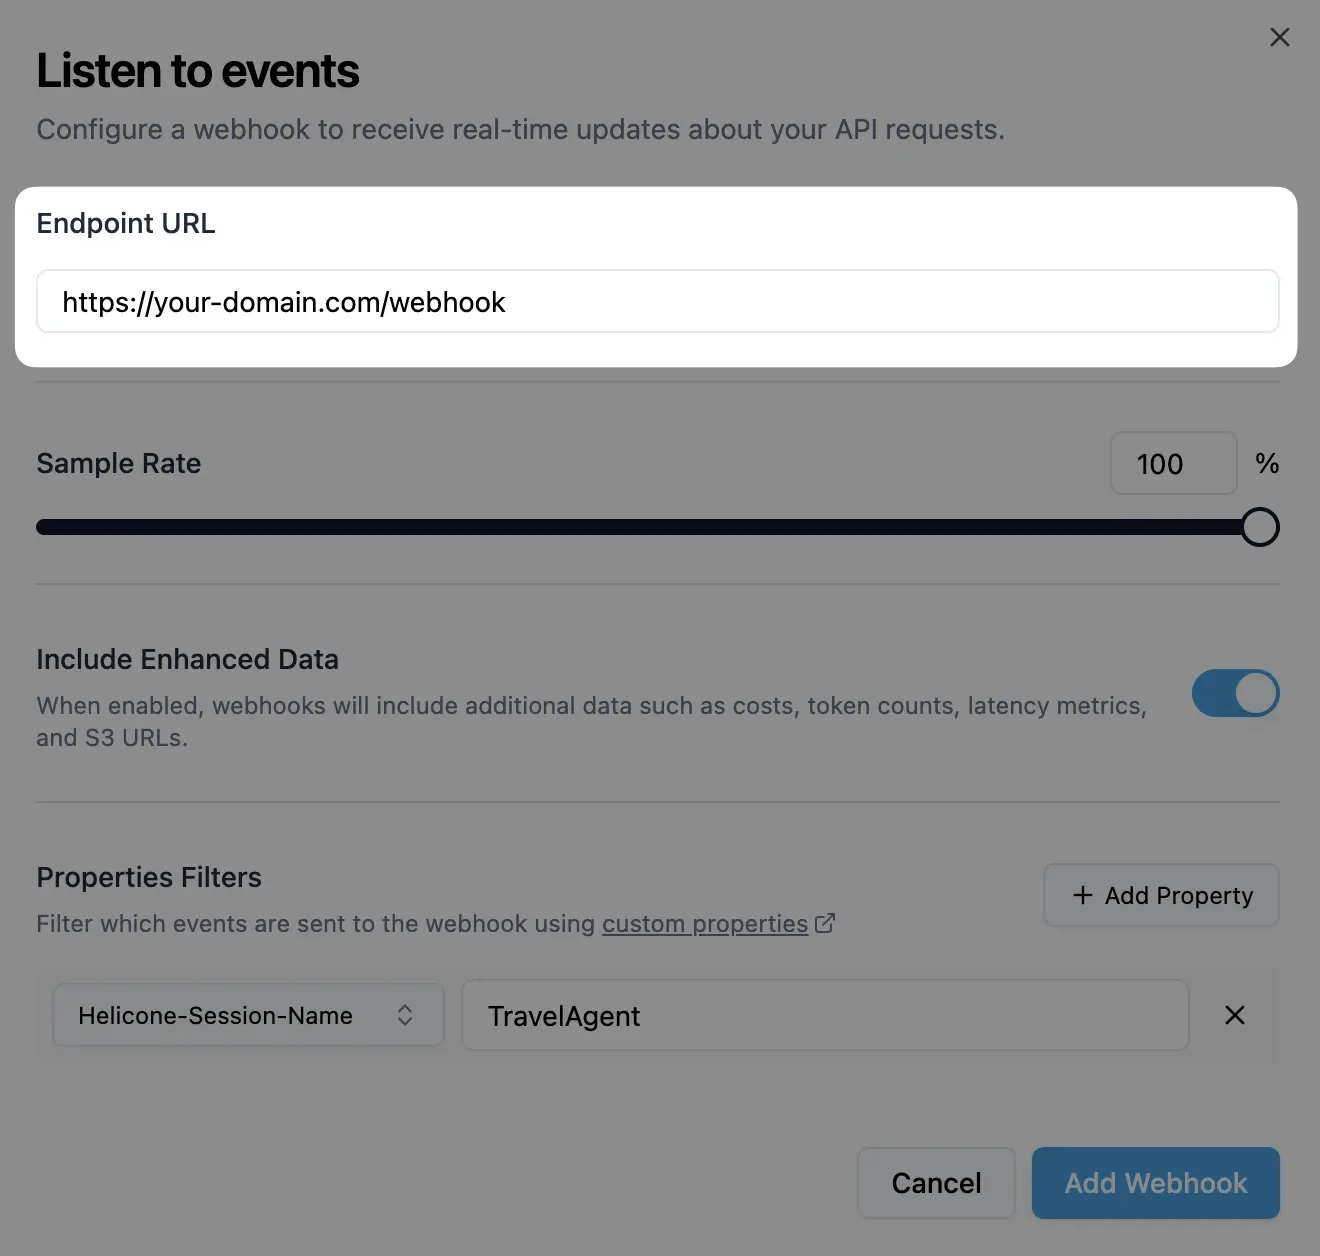 Listen to events
Configure a webhook to receive real-time updates about your API requests.
Endpoint URL
https://your-domain.com/webhook
Sample Rate
100 %
Include Enhanced Data
When enabled, webhooks will include additional data such as costs, token counts, latency metrics,
and S3 URLs.
Properties Filters
Add Property
Filter which events are sent to the webhook using custom properties
Helicone-Session-Name
TravelAgent
Cancel
Add Webhook